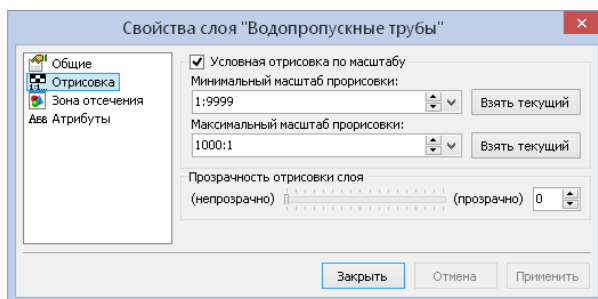 Свойства слоя "Водопропускные трубы"
Общие
Отрисовка
Зона отсечения
Атрибуты
Условная отрисовка по масштабу
Минимальный масштаб прорисовки:
1:9999
Взять текущий
Максимальный масштаб прорисовки:
1000:1
Взять текущий
Прозрачность отрисовки слоя
(непрозрачно) (прозрачно) 0
Закрыть Отмена Применить